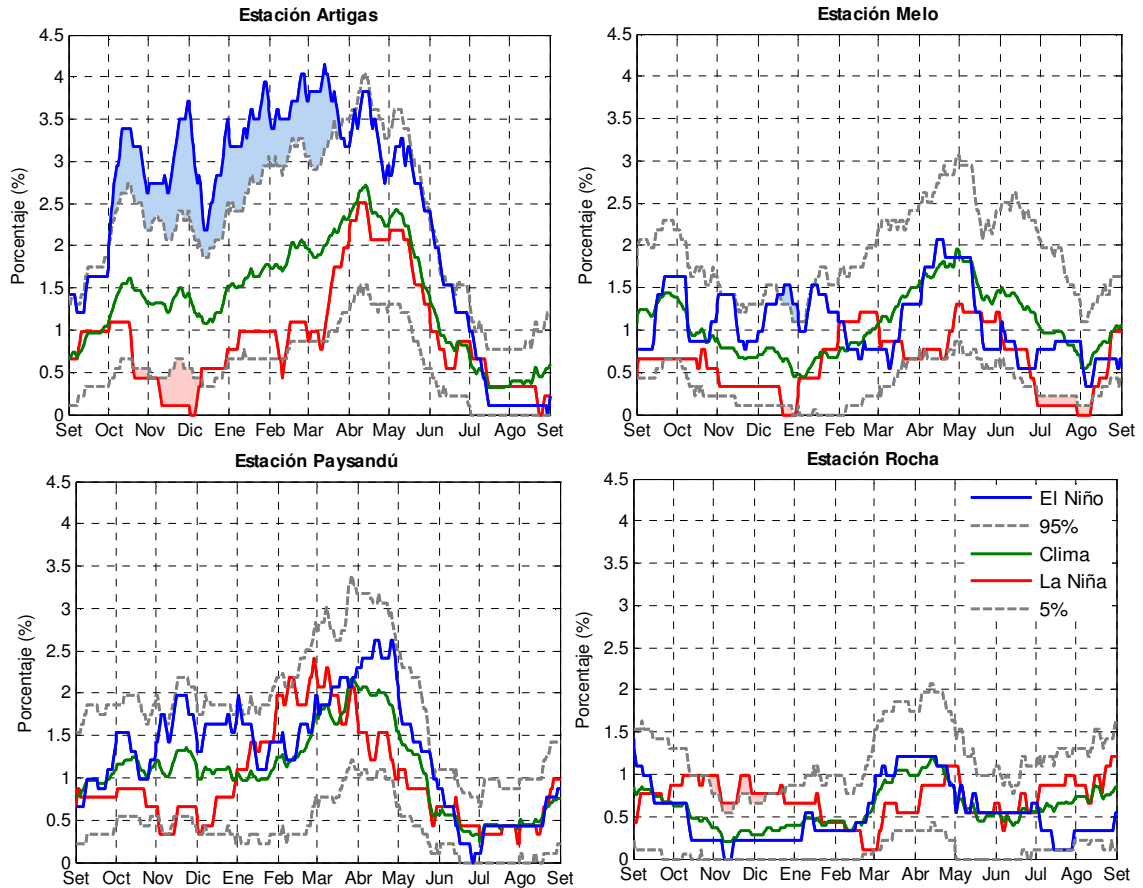 Estación Artigas
Porcentaje (%)
4.5
4
3.5
3
2.5
2
1.5
1
0.5
0
Set Oct Nov Dic Ene Feb Mar Abr May Jun Jul Ago Set
Estación Melo
Porcentaje (%)
4.5
4
3.5
3
2.5
2
1.5
1
0.5
0
Set Oct Nov Dic Ene Feb Mar Abr May Jun Jul Ago Set
Estación Paysandú
Porcentaje (%)
4.5
4
3.5
3
2.5
2
1.5
1
0.5
0
Set Oct Nov Dic Ene Feb Mar Abr May Jun Jul Ago Set
Estación Rocha
Porcentaje (%)
4.5
4
3.5
3
2.5
2
1.5
1
0.5
0
Set Oct Nov Dic Ene Feb Mar Abr May Jun Jul Ago Set
El Niño
95%
Clima
La Niña
5%